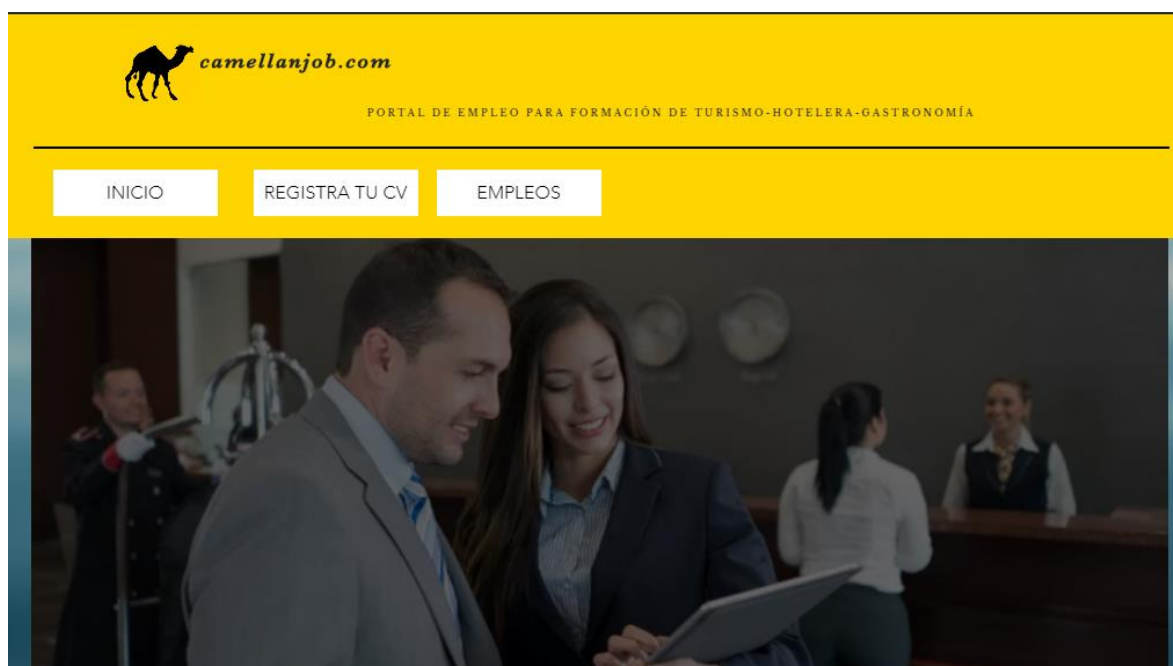 camellanjob.com
PORTAL DE EMPLEO PARA FORMACIÓN DE TURISMO-HOTELERA-GASTRONOMÍA
INICIO
REGISTRA TU CV
EMPLEOS